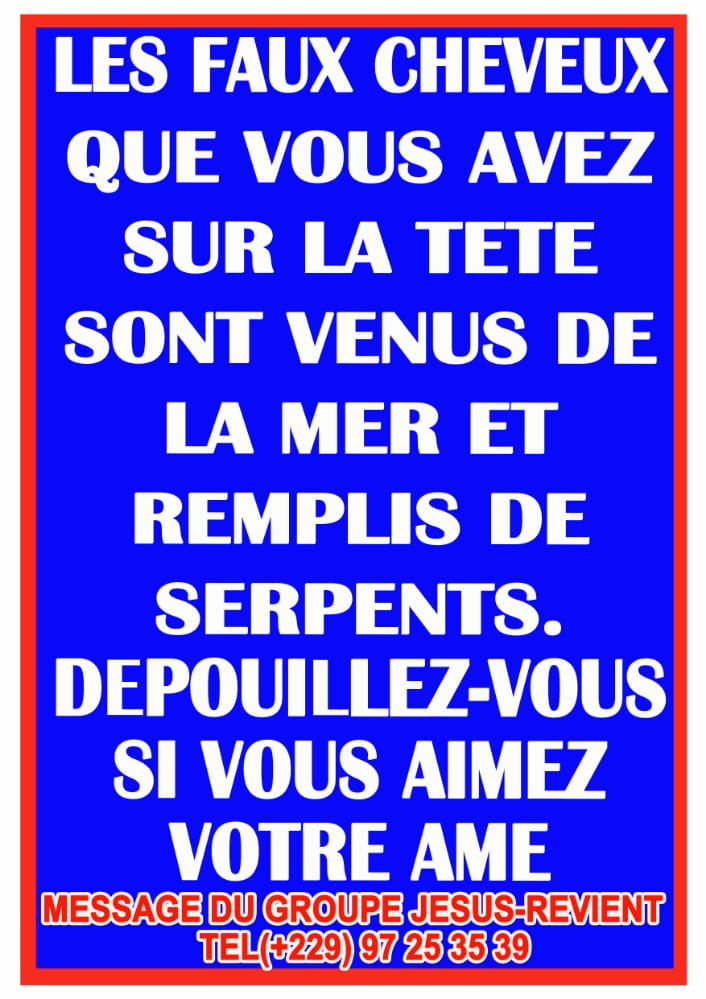 LES FAUX CHEVEUX
QUE VOUS AVEZ
SUR LA TETE
SONT VENUS DE
LA MER ET
REMPLIS DE
SERPENTS.
DEPOUILLEZ-VOUS
SI VOUS AIMEZ
VOTRE AME
MESSAGE DU GROUPE JESUS-REVIENT
TEL(+229) 97 25 35 39